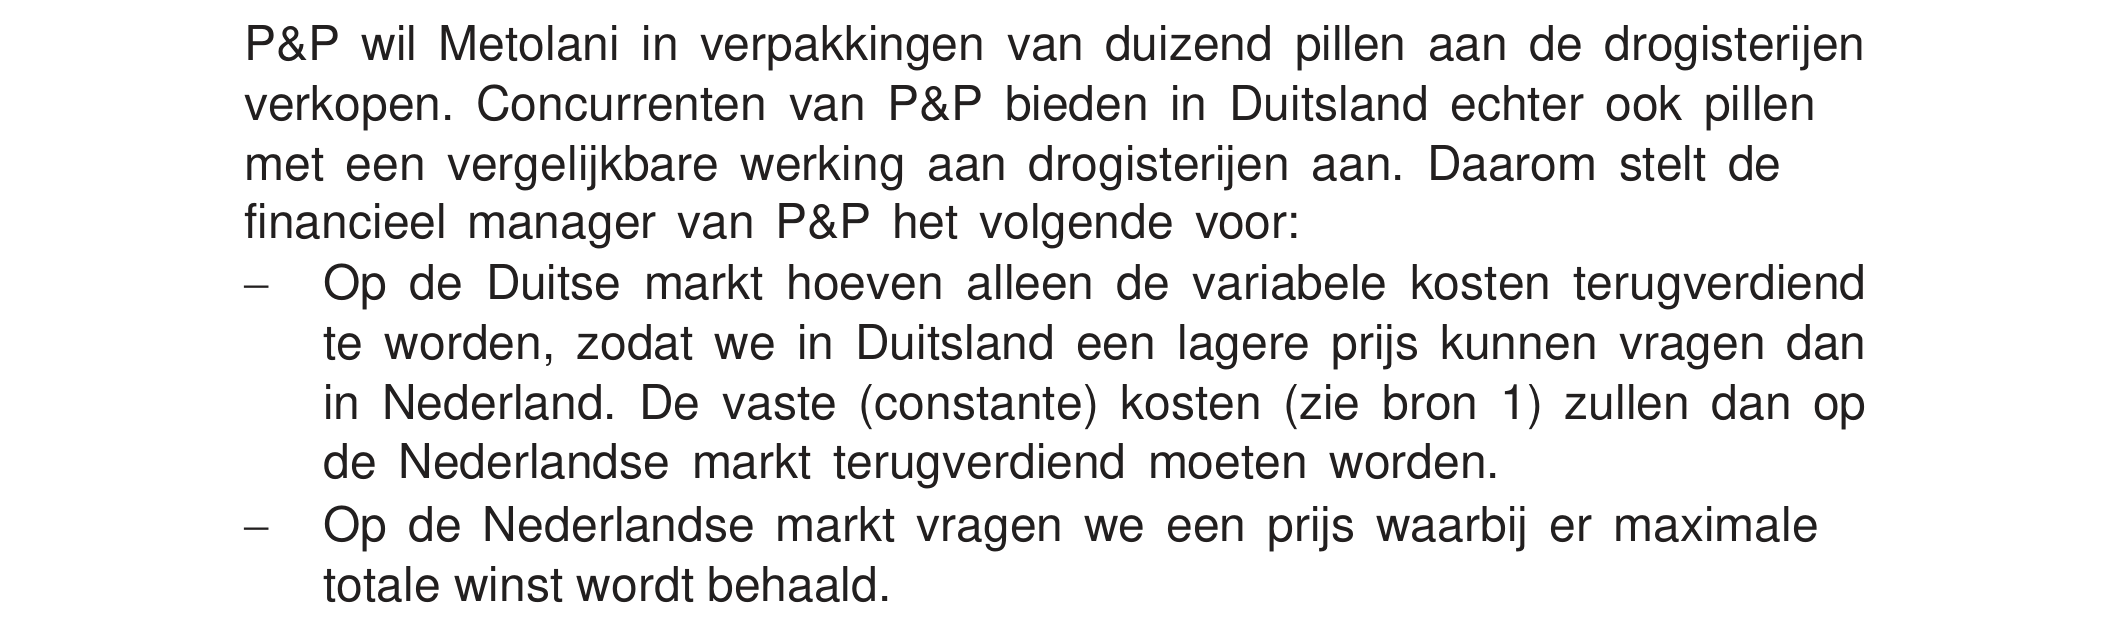 P&P wil Metolani in verpakkingen van duizend pillen aan de drogisterijen
verkopen. Concurrenten van P&P bieden in Duitsland echter ook pillen
met een vergelijkbare werking aan drogisterijen aan. Daarom stelt de
financieel manager van P&P het volgende voor:
– Op de Duitse markt hoeven alleen de variabele kosten terugverdiend
te worden, zodat we in Duitsland een lagere prijs kunnen vragen dan
in Nederland. De vaste (constante) kosten (zie bron 1) zullen dan op
de Nederlandse markt terugverdiend moeten worden.
– Op de Nederlandse markt vragen we een prijs waarbij er maximale
totale winst wordt behaald.